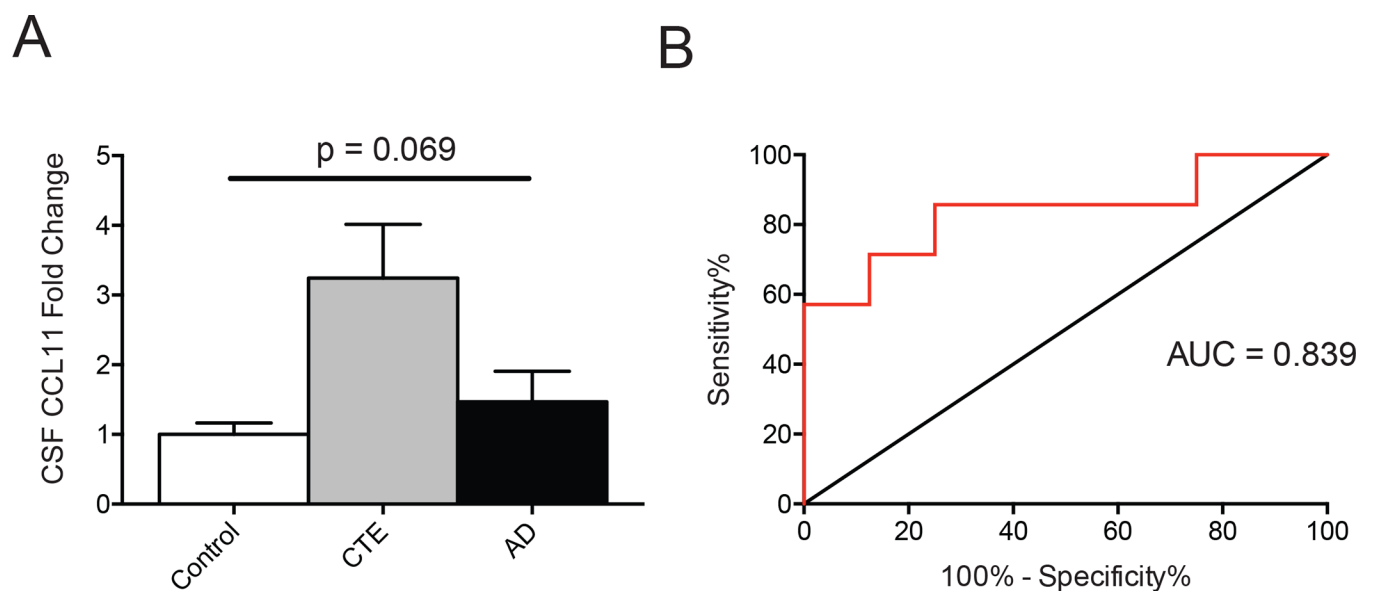 A
p = 0.069
CSF CCL11 Fold Change
5
4
3
2
1
0
Control
CTE
AD
B
Sensitivity%
100
80
60
40
20
0
AUC = 0.839
0 20 40 60 80 100
100% - Specificity%